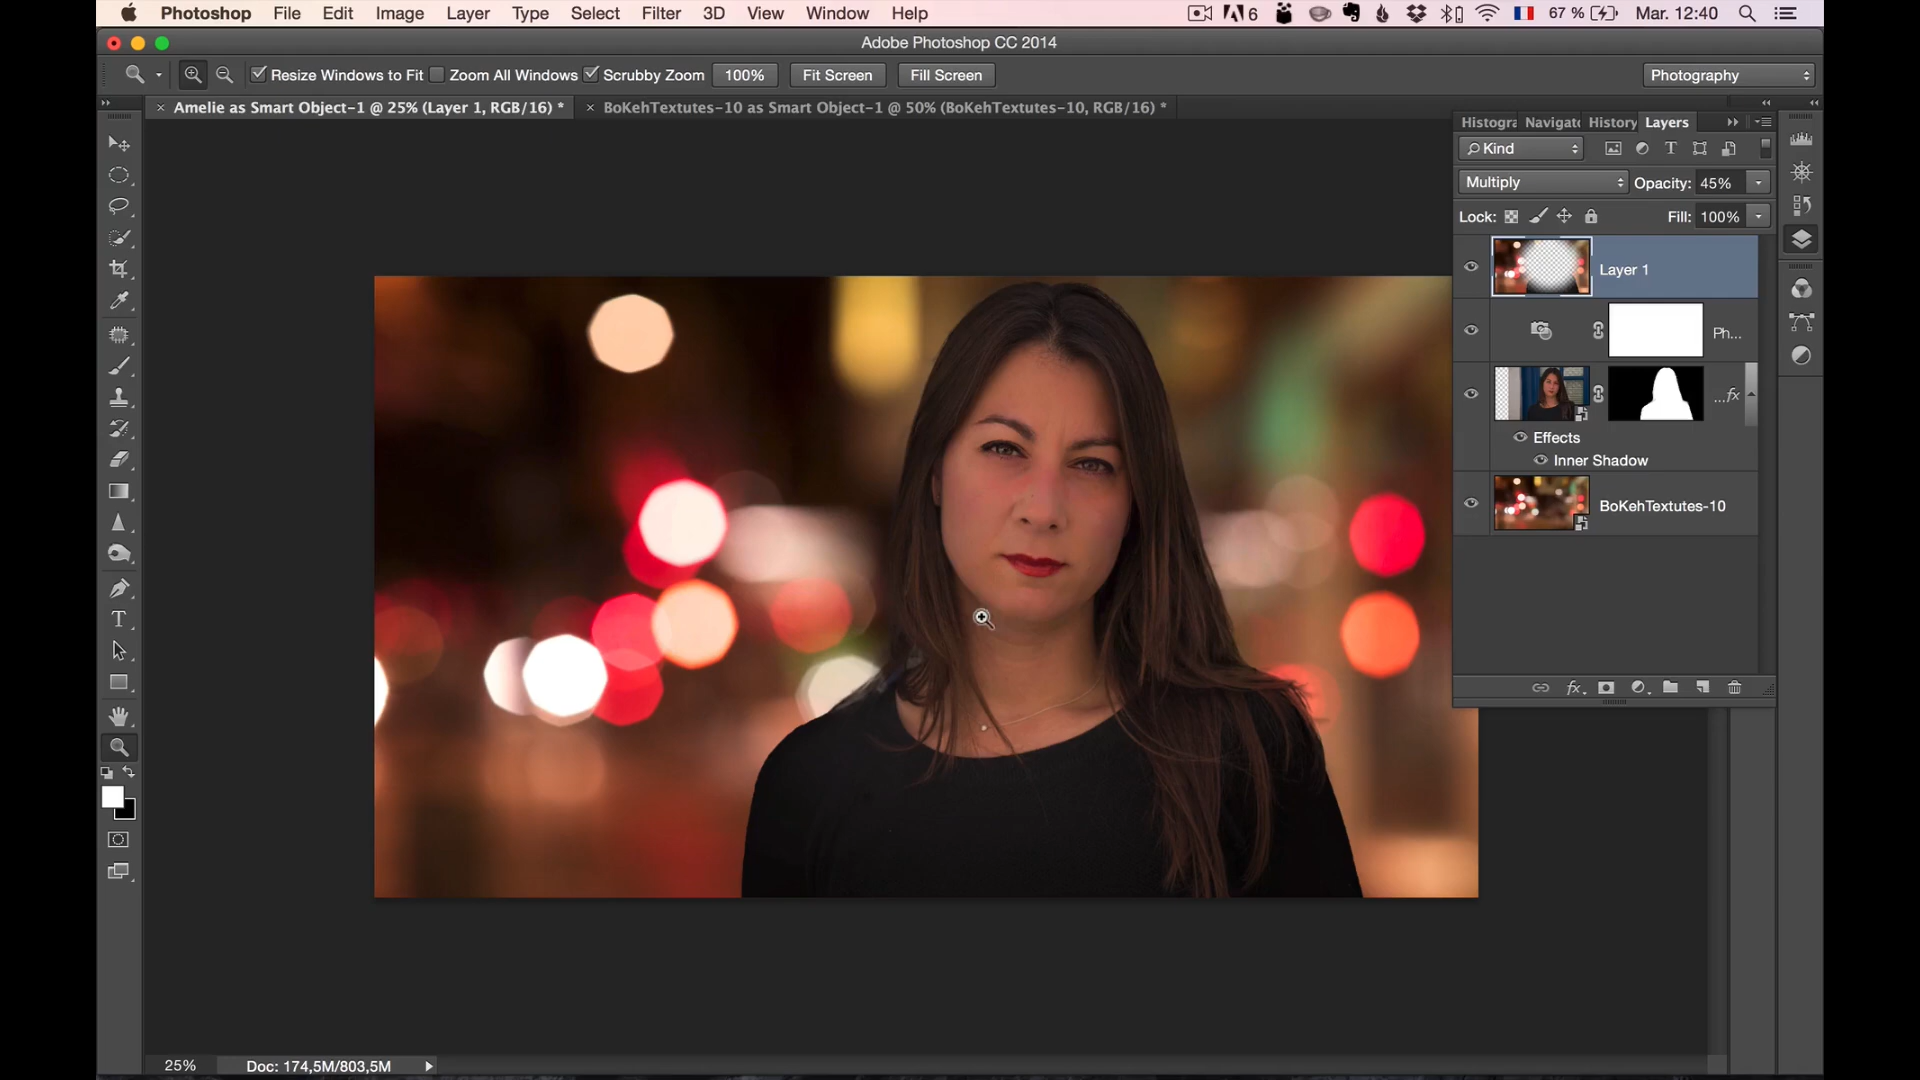 Photoshop File Edit Image Layer Type Select Filter 3D View Window Help 6 67 % Mar. 12:40
Adobe Photoshop CC 2014
Resize Windows to Fit Zoom All Windows Scrubby Zoom 100% Fit Screen Fill Screen Photography
Amelie as Smart Object-1 @ 25% (Layer 1, RGB/16) * BoKehTextutes-10 as Smart Object-1 @ 50% (BoKehTextutes-10, RGB/16) *
Histogra Navigato History Layers
Kind
Multiply Opacity: 45%
Lock: Fill: 100%
Layer 1
Ph...
...fx
Effects
Inner Shadow
BoKehTextutes-10
fx
25% Doc: 174,5M/803,5M